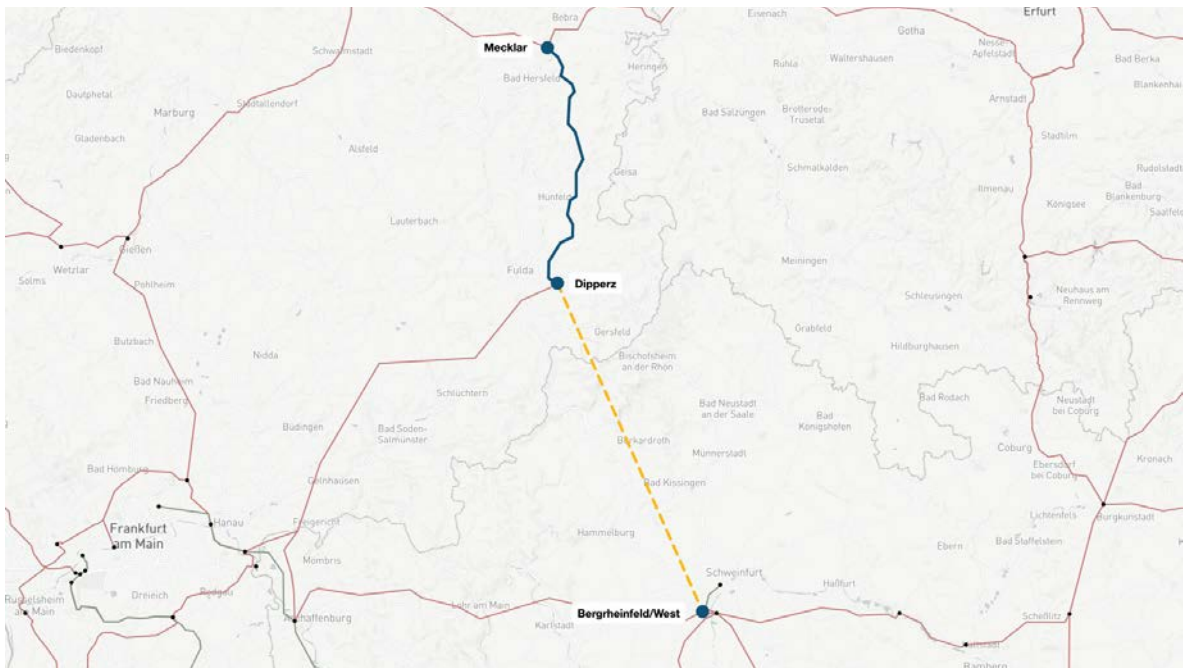 Bebra
Eisenach
Erfurt
Gotha
Biedenkopf
Mecklar
Schwalmstadt
Nesse-
Apfelstädt
Bad Berka
Waltershausen
Ruhla
Heringen
Bad Hersfeld
Blankenhain
Dautphetal
Stadtallendorf
Arnstadt
Marburg
Bad Salzungen
Brotterode-
Trusetal
Gladenbach
Stadtilm
Alsfeld
Schmalkalden
Geisa
Rudolstadt
Ilmenau
Bad
Blankenburg
Hünfeld
Königsee
Saalfeld
Lauterbach
Gießen
Meiningen
Wetzlar
Fulda
Solms
Pohlheim
Dipperz
Schleusingen
Neuhaus am
Rennweg
Gersfeld
Grabfeld
Butzbach
Hildburghausen
Nidda
Bischofsheim
an der Rhön
Bad Nauheim
Schlüchtern
Friedberg
Bad Neustadt
an der Saale
Bad Rodach
Neustadt
bei Coburg
Bad
Königshofen
Büdingen
Bad Soden-
Salmünster
Burkardroth
Coburg
Kronach
Münnerstadt
Bad Homburg
Ebersdorf
bei Coburg
Gelnhausen
Bad Kissingen
Lichtenfels
Burgkunstadt
Frankfurt
am Main
Hanau
Freigericht
Hammelburg
Bad Staffelstein
Ebern
Mömbris
Schweinfurt
Haßfurt
Rodgau
Dreieich
Rüsselsheim
am Main
Lohr am Main
Bergrheinfeld/West
Aschaffenburg
Karlstadt
Scheßlitz
Hallstadt
Bamberg